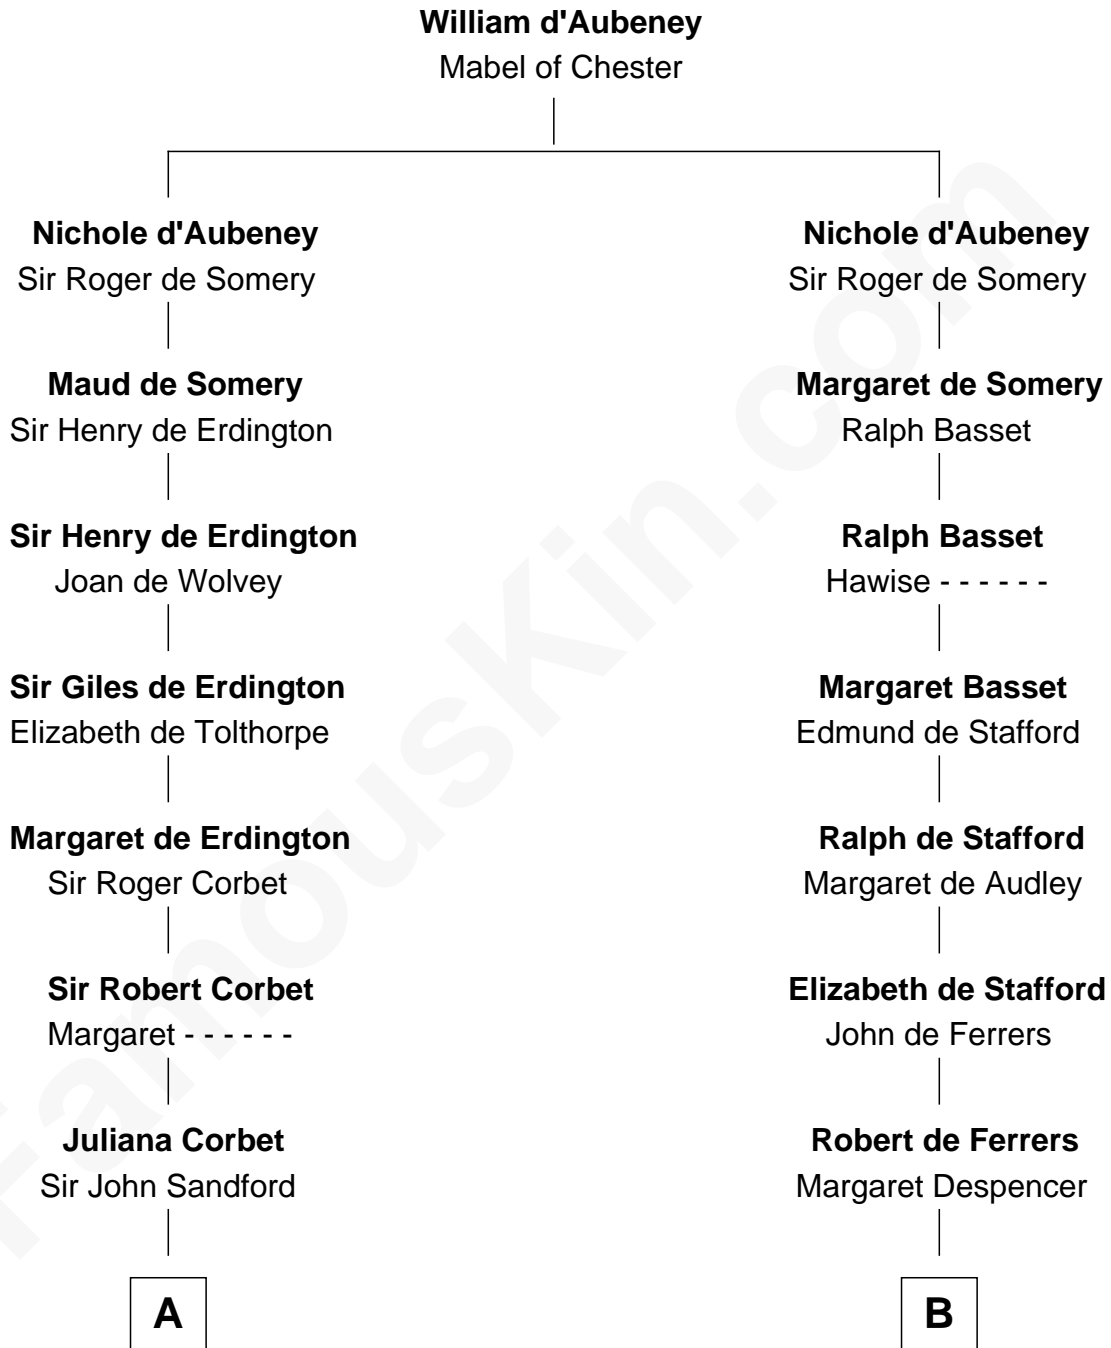 William d'Aubeney
Mabel of Chester
Nichole d'Aubeney
Sir Roger de Somery
Maud de Somery
Sir Henry de Erdington
Sir Henry de Erdington
Joan de Wolvey
Sir Giles de Erdington
Elizabeth de Tolthorpe
Margaret de Erdington
Sir Roger Corbet
Sir Robert Corbet
Margaret - - - - - -
Juliana Corbet
Sir John Sandford
A
Nichole d'Aubeney
Sir Roger de Somery
Margaret de Somery
Ralph Basset
Ralph Basset
Hawise - - - - - -
Margaret Basset
Edmund de Stafford
Ralph de Stafford
Margaret de Audley
Elizabeth de Stafford
John de Ferrers
Robert de Ferrers
Margaret Despencer
B
FamousKin.com